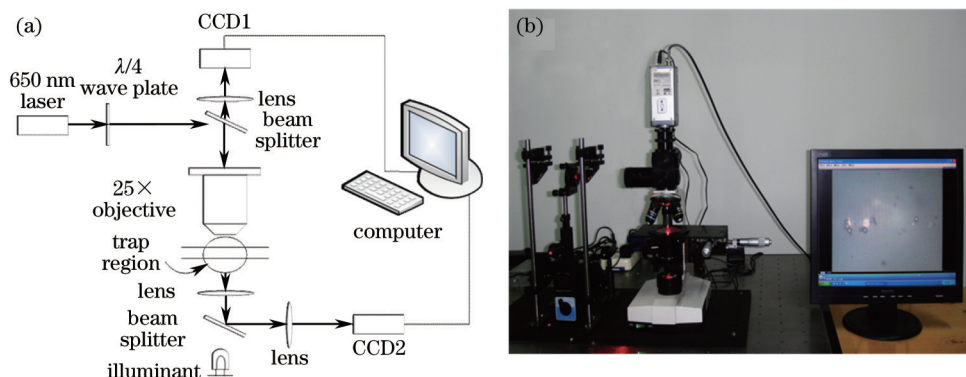 (a)
CCD1
650 nm
laser
λ/4
wave plate
lens
beam
splitter
25×
objective
computer
trap
region
lens
beam
splitter
lens
CCD2
illuminant
(b)